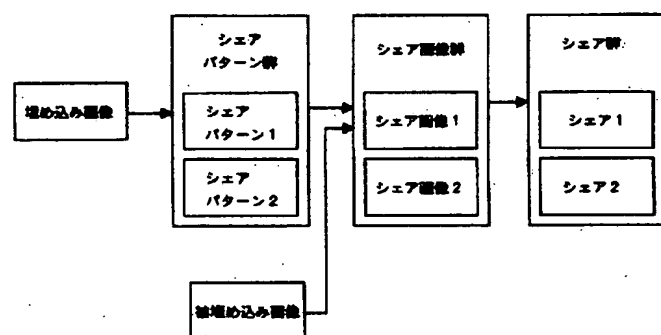 シェア
パターン群
シェア
パターン1
シェア
パターン2
シェア画像群
シェア画像1
シェア画像2
シェア群
シェア1
シェア2
埋め込み画像
被埋め込み画像